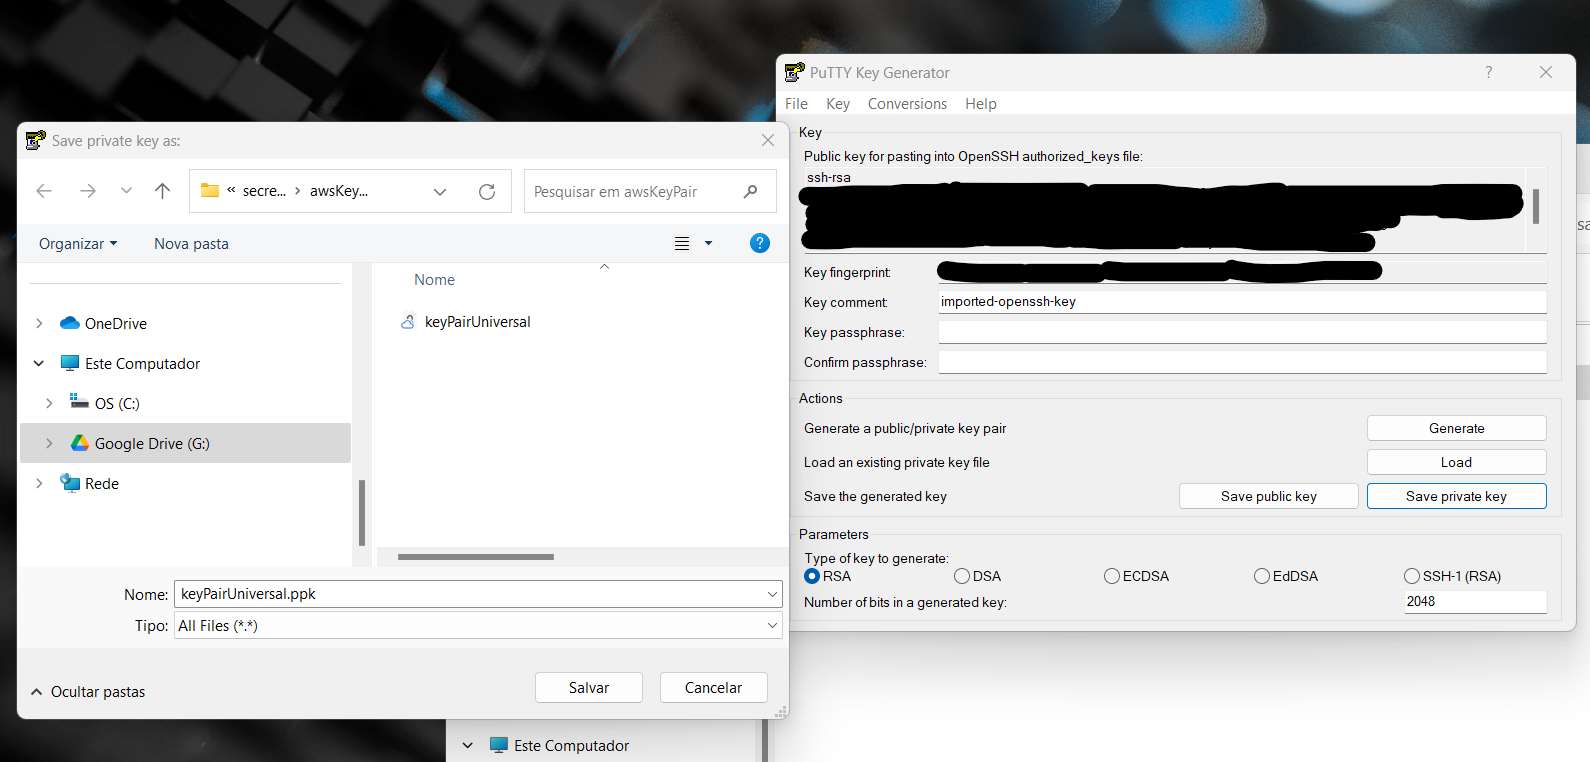 Save private key as:
« secre... › awsKey...
Pesquisar em awsKeyPair
Organizar
Nova pasta
Nome
OneDrive
Este Computador
OS (C:)
Google Drive (G:)
Rede
keyPairUniversal
Nome: keyPairUniversal.ppk
Tipo: All Files (*.*)
Ocultar pastas
Salvar
Cancelar
Este Computador
PuTTY Key Generator
File Key Conversions Help
Key
Public key for pasting into OpenSSH authorized_keys file:
ssh-rsa
Key fingerprint:
Key comment: imported-openssh-key
Key passphrase:
Confirm passphrase:
Actions
Generate a public/private key pair
Generate
Load an existing private key file
Load
Save the generated key
Save public key
Save private key
Parameters
Type of key to generate:
RSA DSA ECDSA EdDSA SSH-1 (RSA)
Number of bits in a generated key: 2048